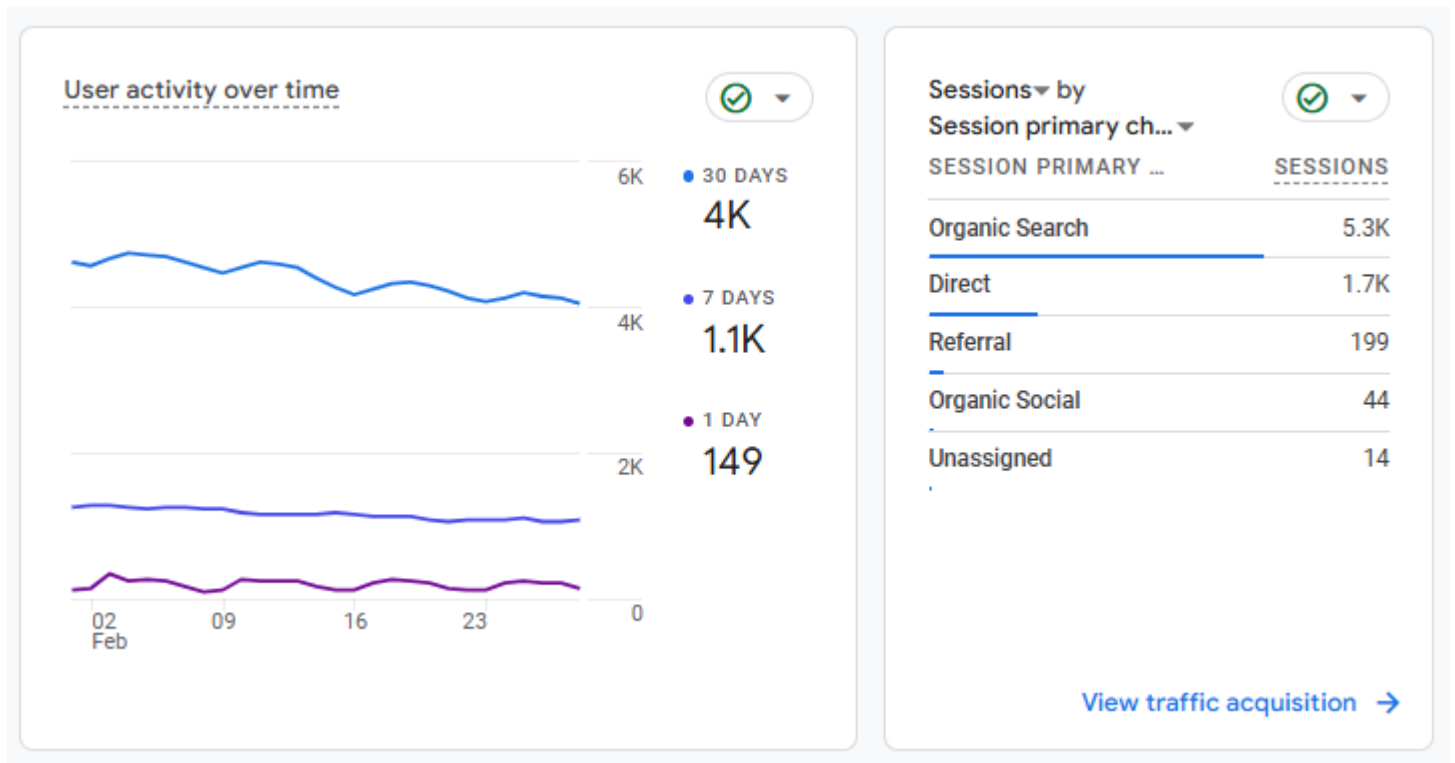 User activity over time
6K
4K
2K
0
02
Feb
09
16
23
30 DAYS
4K
7 DAYS
1.1K
1 DAY
149
Sessions by
Session primary ch...
SESSION PRIMARY ... SESSIONS
Organic Search 5.3K
Direct 1.7K
Referral 199
Organic Social 44
Unassigned 14
View traffic acquisition